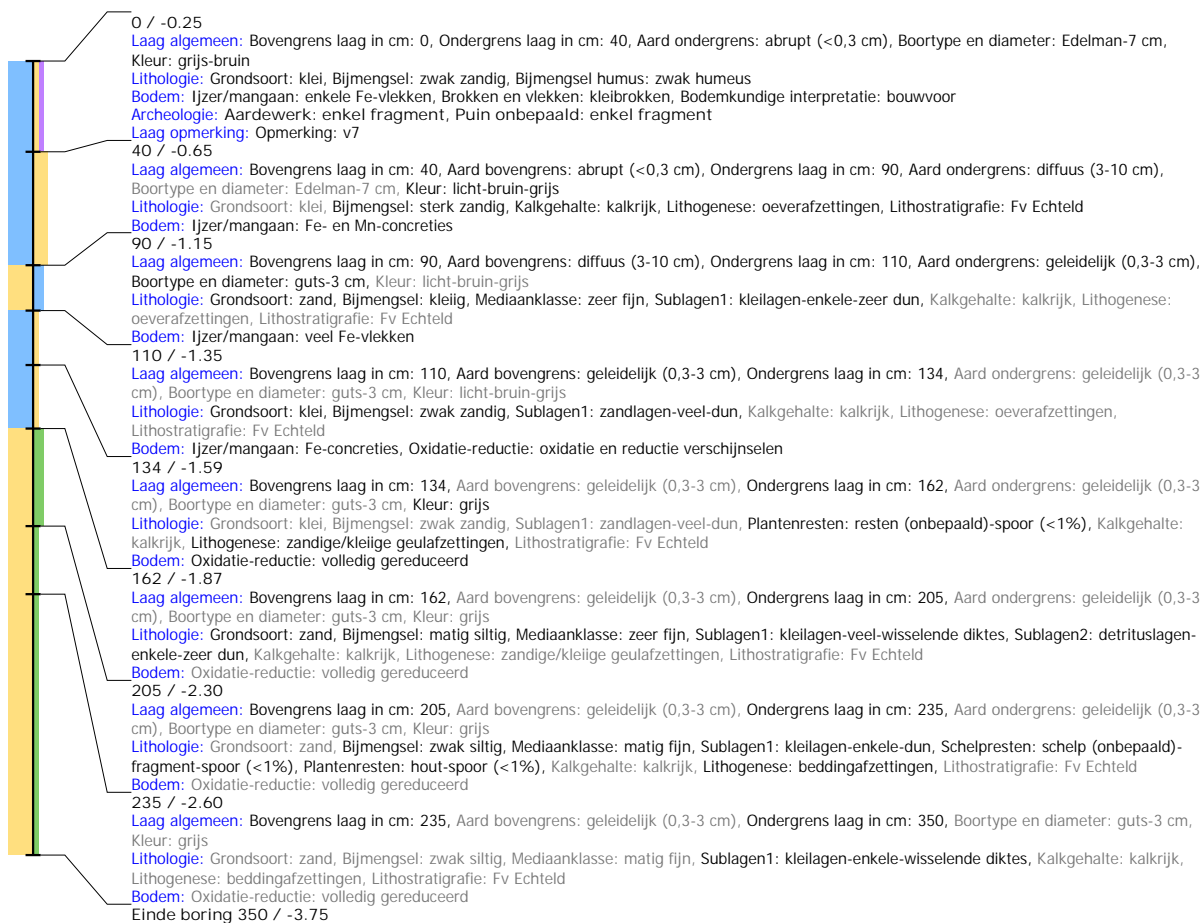 0 / -0.25
Laag algemeen: Bovengrens laag in cm: 0, Ondergrens laag in cm: 40, Aard ondergrens: abrupt (<0,3 cm), Boortype en diameter: Edelman-7 cm,
Kleur: grijs-bruin
Lithologie: Grondsoort: klei, Bijmengsel: zwak zandig, Bijmengsel humus: zwak humeus
Bodem: Ijzer/mangaan: enkele Fe-vlekken, Brokken en vlekken: kleibrokken, Bodemkundige interpretatie: bouwvoor
Archeologie: Aardewerk: enkel fragment, Puin onbepaald: enkel fragment
Laag opmerking: Opmerking: v7
40 / -0.65
Laag algemeen: Bovengrens laag in cm: 40, Aard bovengrens: abrupt (<0,3 cm), Ondergrens laag in cm: 90, Aard ondergrens: diffuus (3-10 cm),
Boortype en diameter: Edelman-7 cm, Kleur: licht-bruin-grijs
Lithologie: Grondsoort: klei, Bijmengsel: sterk zandig, Kalkgehalte: kalkrijk, Lithogenese: oeverafzettingen, Lithostratigrafie: Fv Echteld
Bodem: Ijzer/mangaan: Fe- en Mn-concreties
90 / -1.15
Laag algemeen: Bovengrens laag in cm: 90, Aard bovengrens: diffuus (3-10 cm), Ondergrens laag in cm: 110, Aard ondergrens: geleidelijk (0,3-3 cm),
Boortype en diameter: guts-3 cm, Kleur: licht-bruin-grijs
Lithologie: Grondsoort: zand, Bijmengsel: kleiig, Mediaanklasse: zeer fijn, Sublagen1: kleilagen-enkele-zeer dun, Kalkgehalte: kalkrijk, Lithogenese:
oeverafzettingen, Lithostratigrafie: Fv Echteld
Bodem: Ijzer/mangaan: veel Fe-vlekken
110 / -1.35
Laag algemeen: Bovengrens laag in cm: 110, Aard bovengrens: geleidelijk (0,3-3 cm), Ondergrens laag in cm: 134, Aard ondergrens: geleidelijk (0,3-3
cm), Boortype en diameter: guts-3 cm, Kleur: licht-bruin-grijs
Lithologie: Grondsoort: klei, Bijmengsel: zwak zandig, Sublagen1: zandlagen-veel-dun, Kalkgehalte: kalkrijk, Lithogenese: oeverafzettingen,
Lithostratigrafie: Fv Echteld
Bodem: Ijzer/mangaan: Fe-concreties, Oxidatie-reductie: oxidatie en reductie verschijnselen
134 / -1.59
Laag algemeen: Bovengrens laag in cm: 134, Aard bovengrens: geleidelijk (0,3-3 cm), Ondergrens laag in cm: 162, Aard ondergrens: geleidelijk (0,3-3
cm), Boortype en diameter: guts-3 cm, Kleur: grijs
Lithologie: Grondsoort: klei, Bijmengsel: zwak zandig, Sublagen1: zandlagen-veel-dun, Plantenresten: resten (onbepaald)-spoor (<1%), Kalkgehalte:
kalkrijk, Lithogenese: zandige/kleiige geulafzettingen, Lithostratigrafie: Fv Echteld
Bodem: Oxidatie-reductie: volledig gereduceerd
162 / -1.87
Laag algemeen: Bovengrens laag in cm: 162, Aard bovengrens: geleidelijk (0,3-3 cm), Ondergrens laag in cm: 205, Aard ondergrens: geleidelijk (0,3-3
cm), Boortype en diameter: guts-3 cm, Kleur: grijs
Lithologie: Grondsoort: zand, Bijmengsel: matig siltig, Mediaanklasse: zeer fijn, Sublagen1: kleilagen-veel-wisselende diktes, Sublagen2: detrituslagen-
enkele-zeer dun, Kalkgehalte: kalkrijk, Lithogenese: zandige/kleiige geulafzettingen, Lithostratigrafie: Fv Echteld
Bodem: Oxidatie-reductie: volledig gereduceerd
205 / -2.30
Laag algemeen: Bovengrens laag in cm: 205, Aard bovengrens: geleidelijk (0,3-3 cm), Ondergrens laag in cm: 235, Aard ondergrens: geleidelijk (0,3-3
cm), Boortype en diameter: guts-3 cm, Kleur: grijs
Lithologie: Grondsoort: zand, Bijmengsel: zwak siltig, Mediaanklasse: matig fijn, Sublagen1: kleilagen-enkele-dun, Schelpresten: schelp (onbepaald)-
fragment-spoor (<1%), Plantenresten: hout-spoor (<1%), Kalkgehalte: kalkrijk, Lithogenese: beddingafzettingen, Lithostratigrafie: Fv Echteld
Bodem: Oxidatie-reductie: volledig gereduceerd
235 / -2.60
Laag algemeen: Bovengrens laag in cm: 235, Aard bovengrens: geleidelijk (0,3-3 cm), Ondergrens laag in cm: 350, Boortype en diameter: guts-3 cm,
Kleur: grijs
Lithologie: Grondsoort: zand, Bijmengsel: zwak siltig, Mediaanklasse: matig fijn, Sublagen1: kleilagen-enkele-wisselende diktes, Kalkgehalte: kalkrijk,
Lithogenese: beddingafzettingen, Lithostratigrafie: Fv Echteld
Bodem: Oxidatie-reductie: volledig gereduceerd
Einde boring 350 / -3.75